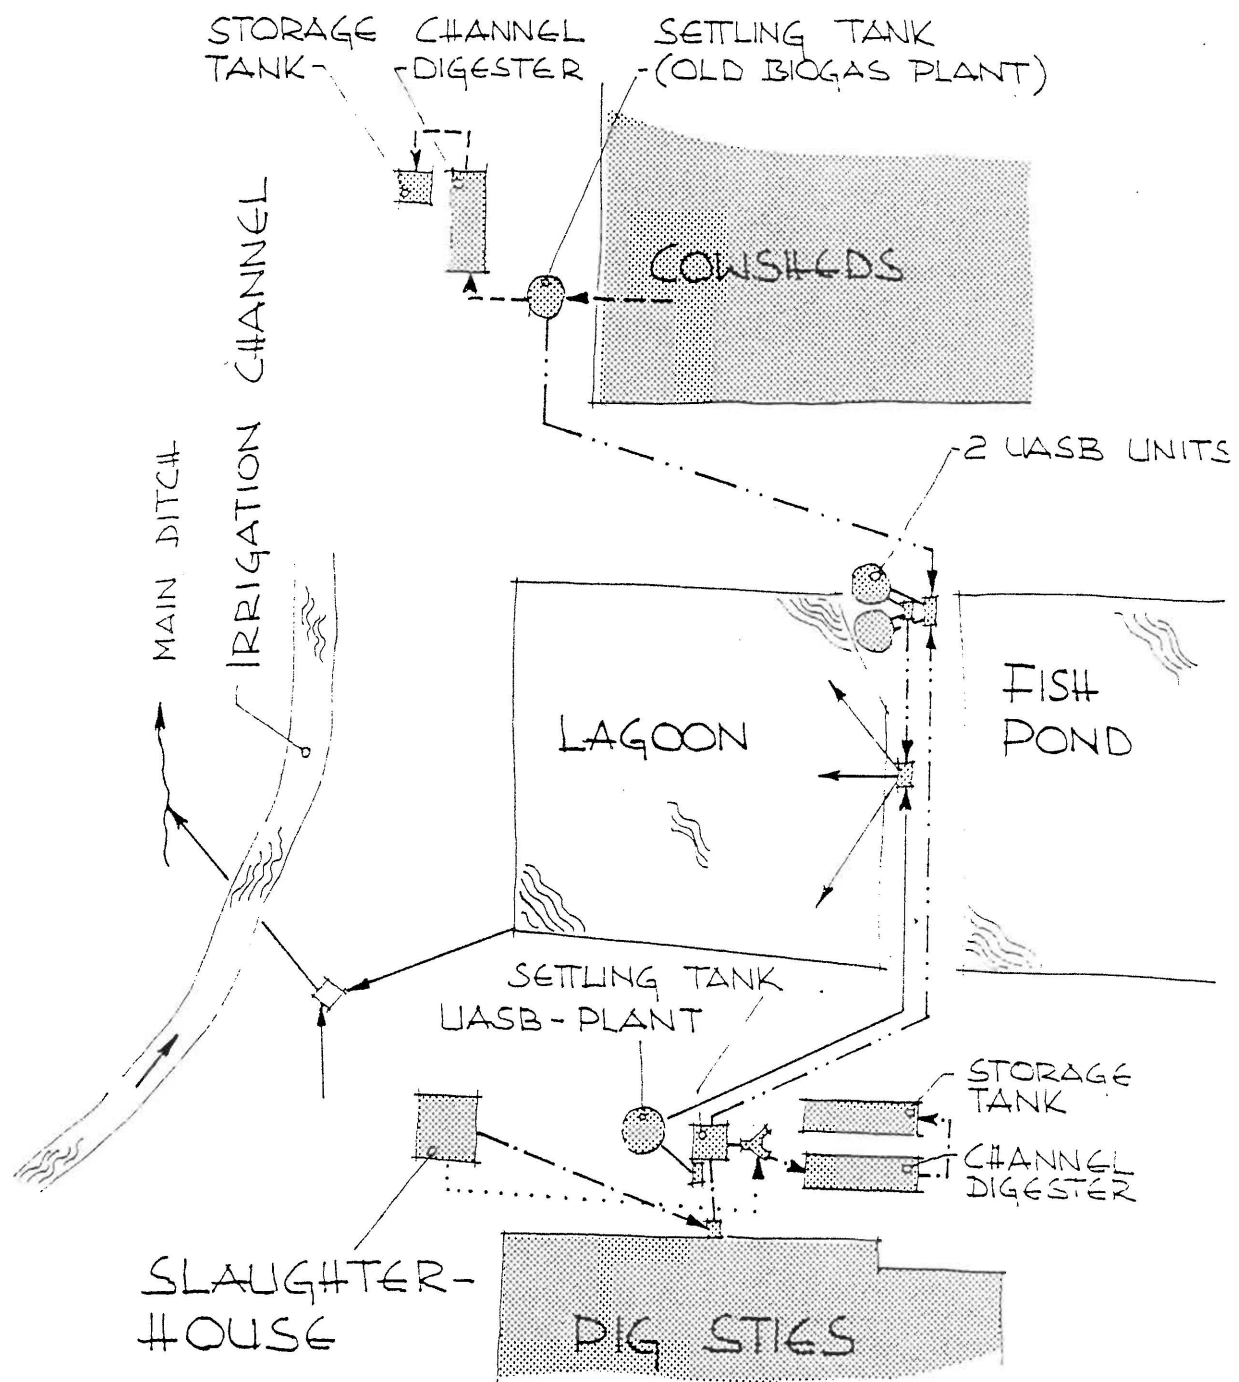 STORAGE
TANK
CHANNEL
DIGESTER
SETTLING TANK
(OLD BIOGAS PLANT)
COWSHEDS
IRRIGATION CHANNEL
MAIN DITCH
2 UASB UNITS
LAGOON
FISH
POND
SETTLING TANK
UASB-PLANT
STORAGE
TANK
CHANNEL
DIGESTER
SLAUGHTER-
HOUSE
PIG STIES